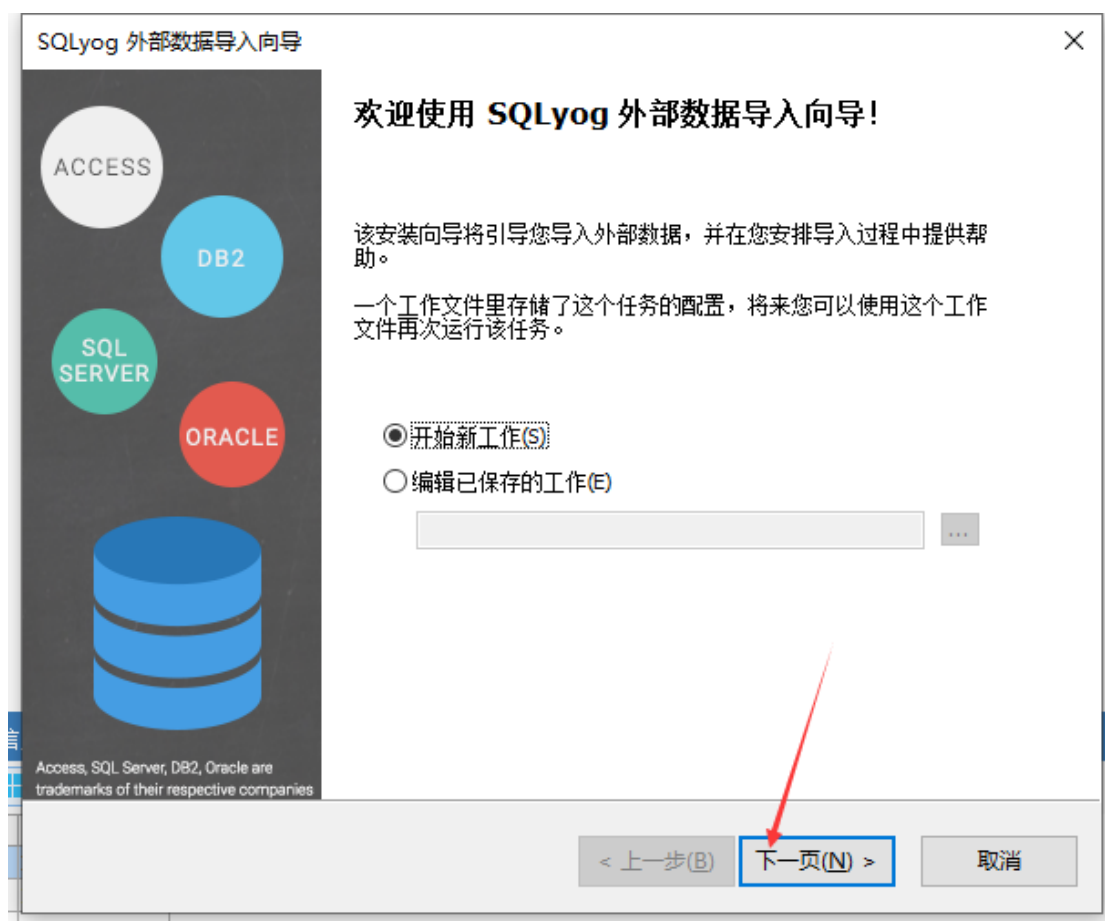 SQLyog 外部数据导入向导
ACCESS
DB2
SQL
SERVER
ORACLE
Access, SQL Server, DB2, Oracle are
trademarks of their respective companies
欢迎使用 SQLyog 外部数据导入向导!
该安装向导将引导您导入外部数据，并在您安排导入过程中提供帮
助。
一个工作文件里存储了这个任务的配置，将来您可以使用这个工作
文件再次运行该任务。
开始新工作(S)
编辑已保存的工作(E)
...
< 上一步(B)
下一页(N) >
取消